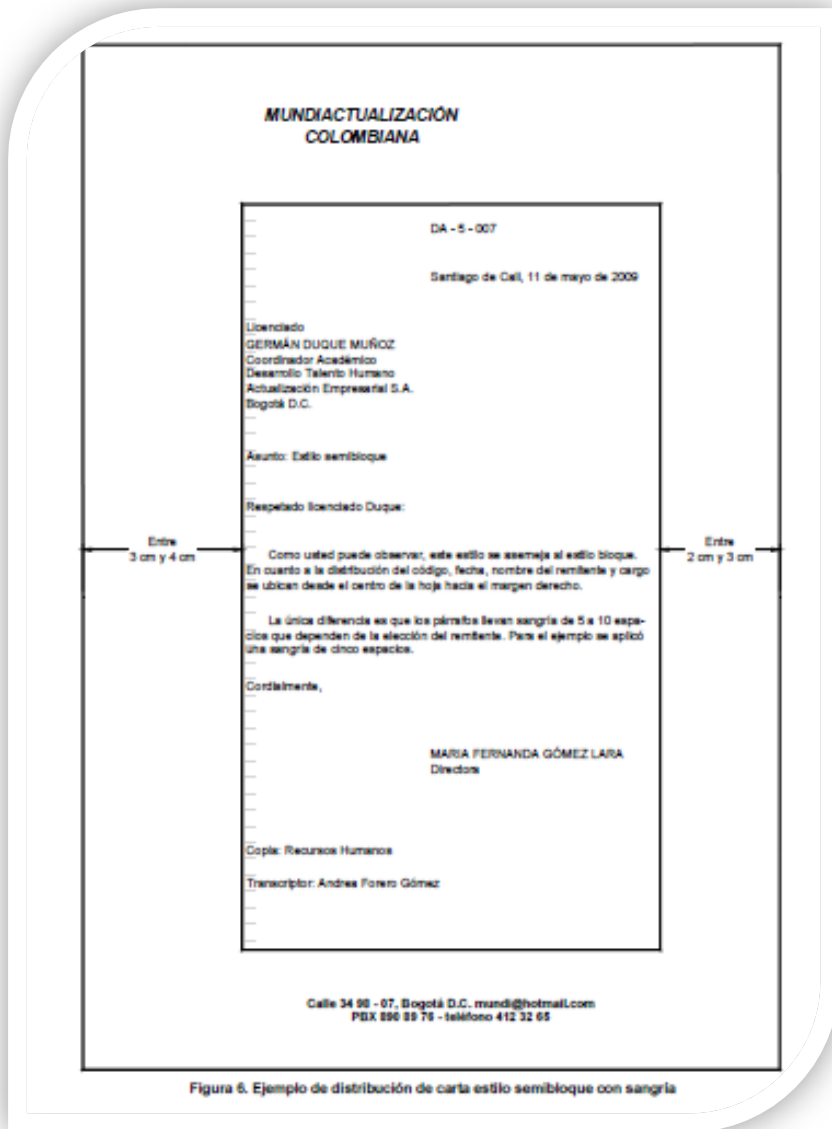 MUNDIACTUALIZACIÓN
COLOMBIANA
DA - 5 - 007
Santiago de Cali, 11 de mayo de 2009
Licenciado
GERMÁN DUQUE MUÑOZ
Coordinador Académico
Desarrollo Talento Humano
Actualización Empresarial S.A.
Bogotá D.C.
Asunto: Estilo semibloque
Respetado licenciado Duque:
Entre
3 cm y 4 cm
Entre
2 cm y 3 cm
Como usted puede observar, este estilo se asemeja al estilo bloque.
En cuanto a la distribución del código, fecha, nombre del remitente y cargo
se ubican desde el centro de la hoja hacia el margen derecho.
La única diferencia es que los párrafos llevan sangría de 5 a 10 espa-
cios que dependen de la elección del remitente. Para el ejemplo se aplicó
una sangría de cinco espacios.
Cordialmente,
MARIA FERNANDA GÓMEZ LARA
Directora
Copia: Recursos Humanos
Transcriptor: Andrea Forero Gómez
Calle 34 98 - 07, Bogotá D.C. mundi@hotmail.com
PBX 890 89 76 - teléfono 412 32 65
Figura 6. Ejemplo de distribución de carta estilo semibloque con sangría